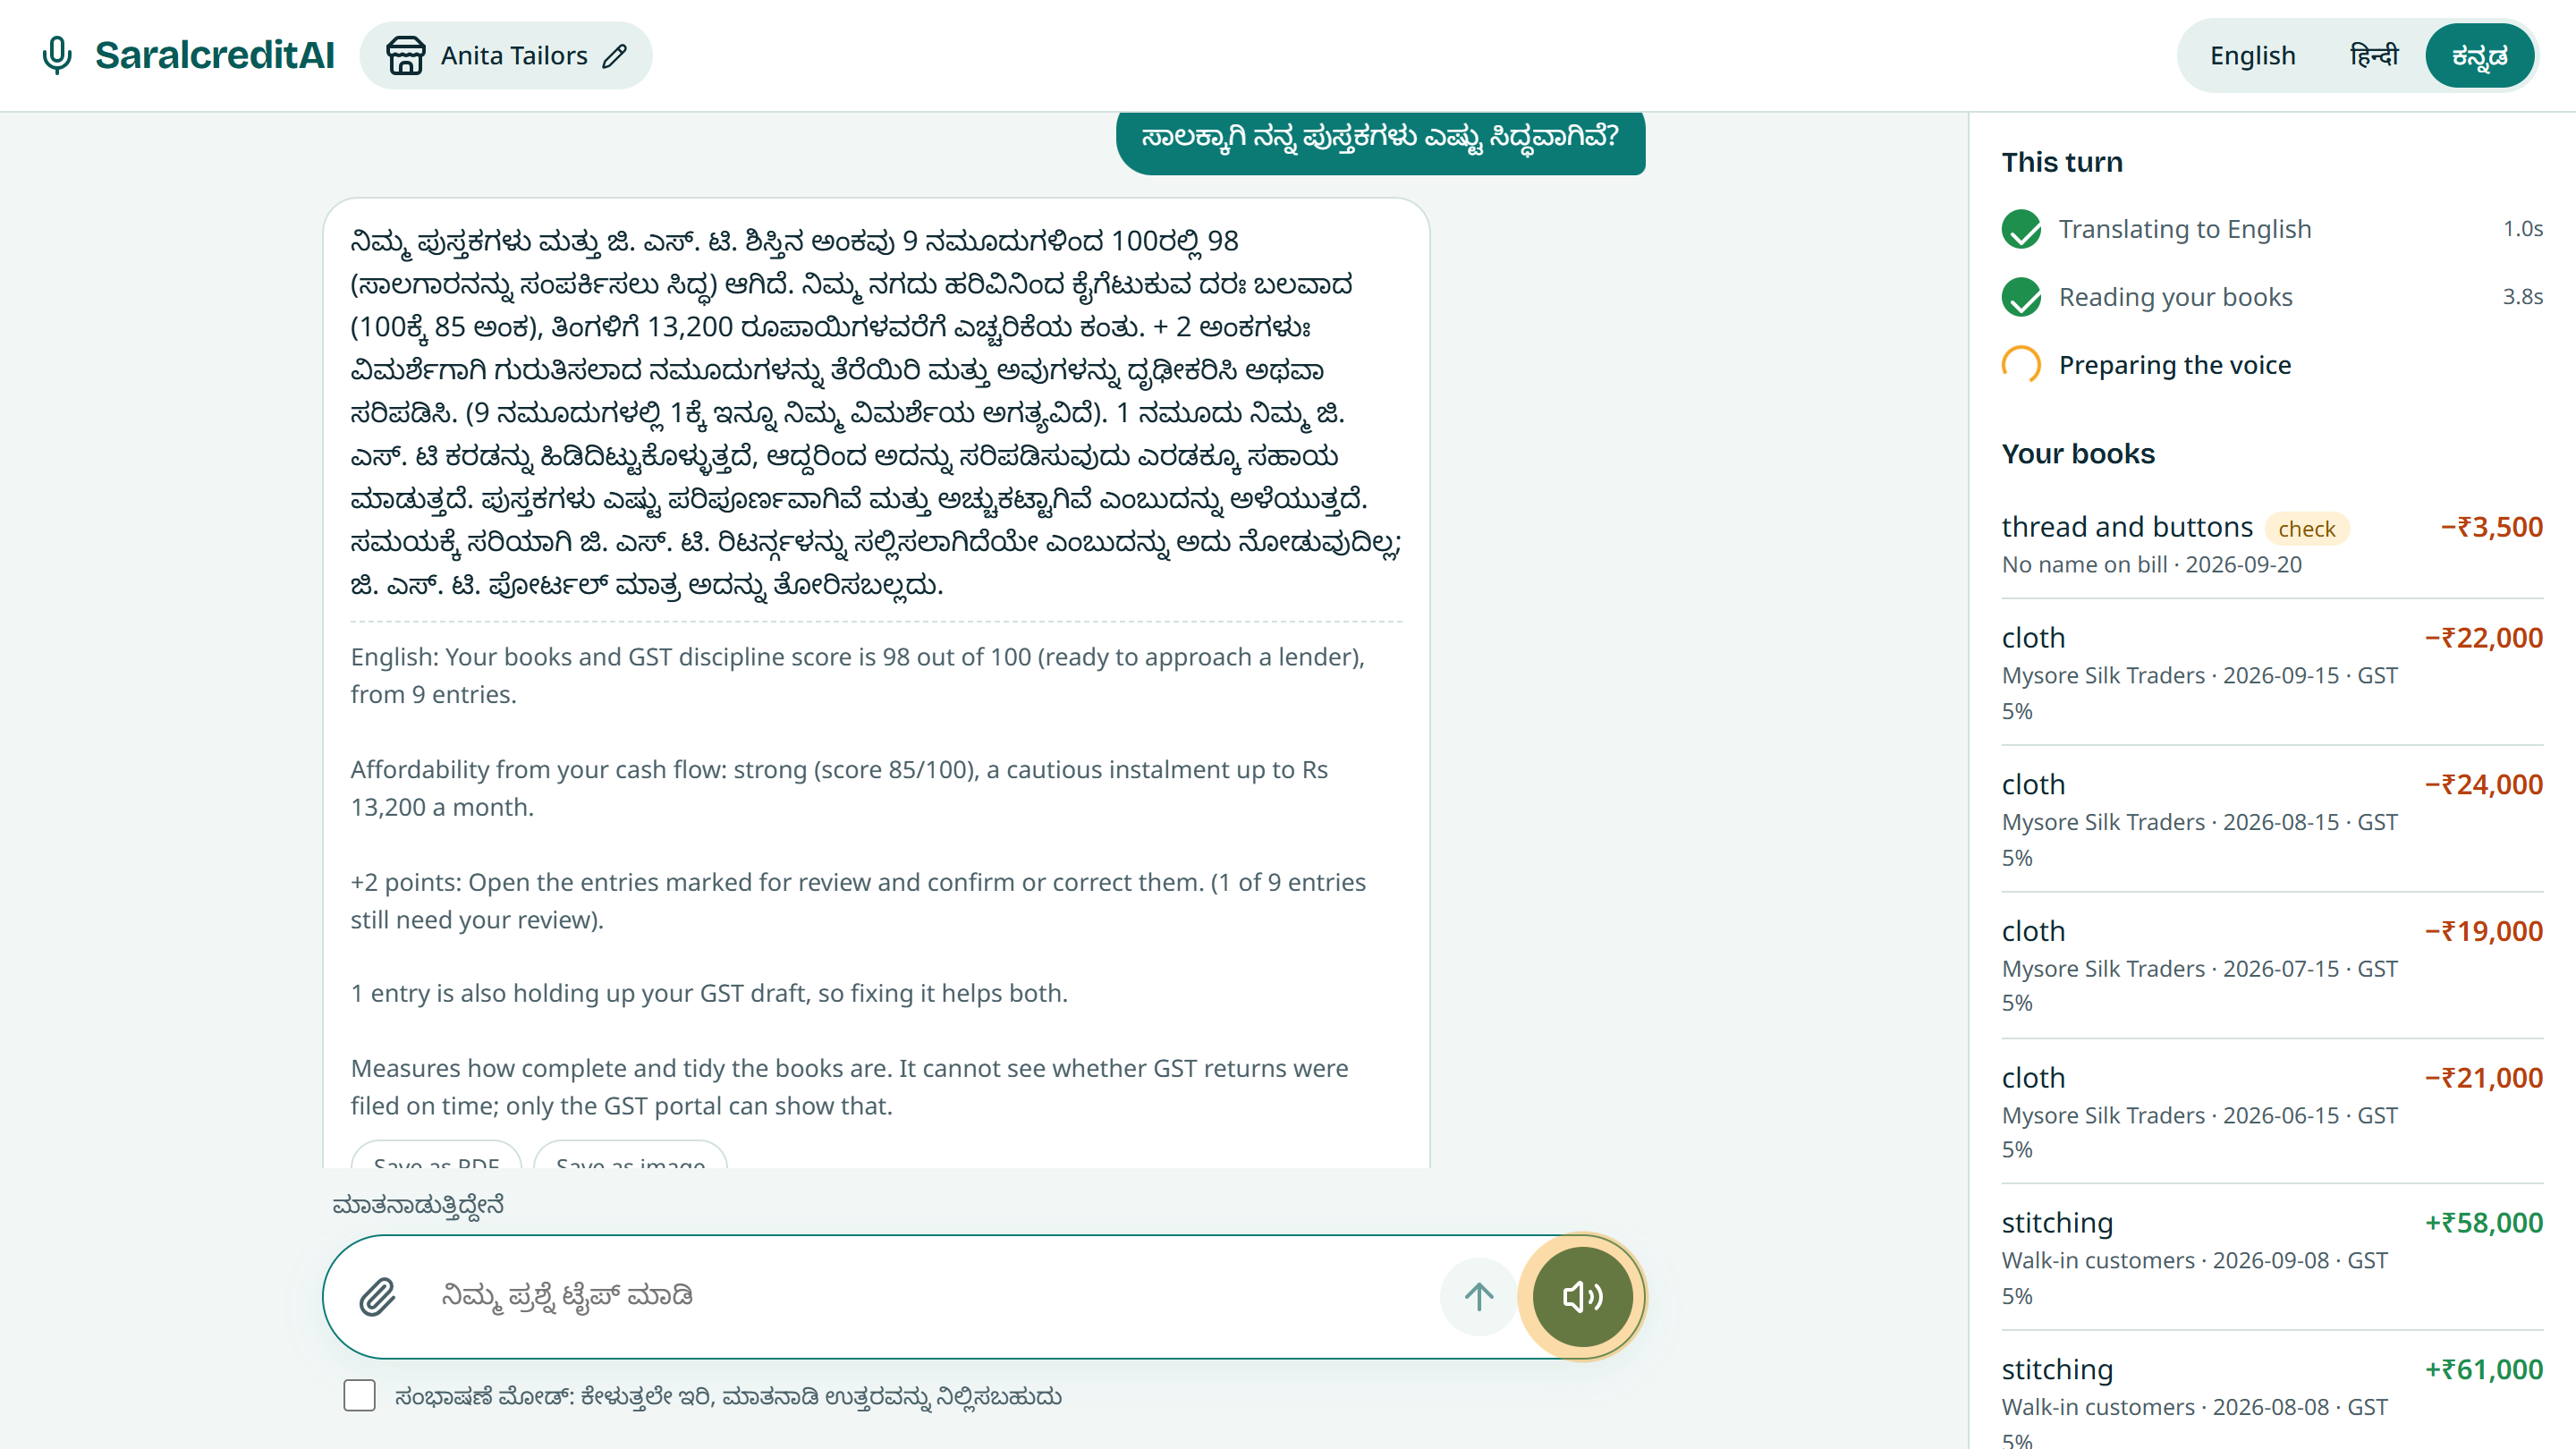 SaralcreditAI
Anita Tailors
English
हिन्दी
ಕನ್ನಡ
ಸಾಲಕ್ಕಾಗಿ ನನ್ನ ಪುಸ್ತಕಗಳು ಎಷ್ಟು ಸಿದ್ಧವಾಗಿವೆ?
ನಿಮ್ಮ ಪುಸ್ತಕಗಳು ಮತ್ತು ಜಿ. ಎಸ್. ಟಿ. ಶಿಸ್ತಿನ ಅಂಕವು 9 ನಮೂದುಗಳಿಂದ 100ರಲ್ಲಿ 98
(ಸಾಲಗಾರನನ್ನು ಸಂಪರ್ಕಿಸಲು ಸಿದ್ಧ) ಆಗಿದೆ. ನಿಮ್ಮ ನಗದು ಹರಿವಿನಿಂದ ಕೈಗೆಟುಕುವ ದರಃ ಬಲವಾದ
(100ಕ್ಕೆ 85 ಅಂಕ), ತಿಂಗಳಿಗೆ 13,200 ರೂಪಾಯಿಗಳವರೆಗೆ ಎಚ್ಚರಿಕೆಯ ಕಂತು. + 2 ಅಂಕಗಳುಃ
ವಿಮರ್ಶೆಗಾಗಿ ಗುರುತಿಸಲಾದ ನಮೂದುಗಳನ್ನು ತೆರೆಯಿರಿ ಮತ್ತು ಅವುಗಳನ್ನು ದೃಢೀಕರಿಸಿ ಅಥವಾ
ಸರಿಪಡಿಸಿ. (9 ನಮೂದುಗಳಲ್ಲಿ 1ಕ್ಕೆ ಇನ್ನೂ ನಿಮ್ಮ ವಿಮರ್ಶೆಯ ಅಗತ್ಯವಿದೆ). 1 ನಮೂದು ನಿಮ್ಮ ಜಿ.
ಎಸ್. ಟಿ ಕರಡನ್ನು ಹಿಡಿದಿಟ್ಟುಕೊಳ್ಳುತ್ತದೆ, ಆದ್ದರಿಂದ ಅದನ್ನು ಸರಿಪಡಿಸುವುದು ಎರಡಕ್ಕೂ ಸಹಾಯ
ಮಾಡುತ್ತದೆ. ಪುಸ್ತಕಗಳು ಎಷ್ಟು ಪರಿಪೂರ್ಣವಾಗಿವೆ ಮತ್ತು ಅಚ್ಚುಕಟ್ಟಾಗಿವೆ ಎಂಬುದನ್ನು ಅಳೆಯುತ್ತದೆ.
ಸಮಯಕ್ಕೆ ಸರಿಯಾಗಿ ಜಿ. ಎಸ್. ಟಿ. ರಿಟರ್ನ್ಗಳನ್ನು ಸಲ್ಲಿಸಲಾಗಿದೆಯೇ ಎಂಬುದನ್ನು ಅದು ನೋಡುವುದಿಲ್ಲ;
ಜಿ. ಎಸ್. ಟಿ. ಪೋರ್ಟಲ್ ಮಾತ್ರ ಅದನ್ನು ತೋರಿಸಬಲ್ಲದು.
English: Your books and GST discipline score is 98 out of 100 (ready to approach a lender),
from 9 entries.
Affordability from your cash flow: strong (score 85/100), a cautious instalment up to Rs
13,200 a month.
+2 points: Open the entries marked for review and confirm or correct them. (1 of 9 entries
still need your review).
1 entry is also holding up your GST draft, so fixing it helps both.
Measures how complete and tidy the books are. It cannot see whether GST returns were
filed on time; only the GST portal can show that.
Save as PDF
Save as image
ಮಾತನಾಡುತ್ತಿದ್ದೇನೆ
ನಿಮ್ಮ ಪ್ರಶ್ನೆ ಟೈಪ್ ಮಾಡಿ
ಸಂಭಾಷಣೆ ಮೋಡ್: ಕೇಳುತ್ತಲೇ ಇರಿ, ಮಾತನಾಡಿ ಉತ್ತರವನ್ನು ನಿಲ್ಲಿಸಬಹುದು
This turn
Translating to English 1.0s
Reading your books 3.8s
Preparing the voice
Your books
thread and buttons check −₹3,500
No name on bill · 2026-09-20
cloth −₹22,000
Mysore Silk Traders · 2026-09-15 · GST
5%
cloth −₹24,000
Mysore Silk Traders · 2026-08-15 · GST
5%
cloth −₹19,000
Mysore Silk Traders · 2026-07-15 · GST
5%
cloth −₹21,000
Mysore Silk Traders · 2026-06-15 · GST
5%
stitching +₹58,000
Walk-in customers · 2026-09-08 · GST
5%
stitching +₹61,000
Walk-in customers · 2026-08-08 · GST
5%